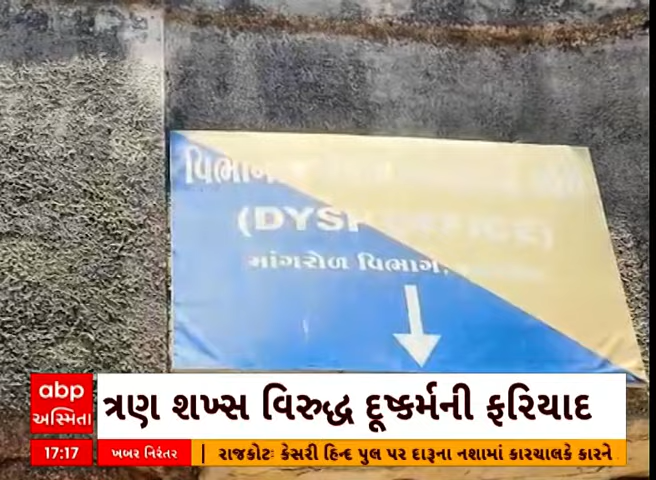 વિભાગ
(DYSP OFFICE)
માંગરોળ વિભાગ,
abp
અસ્મિતા
ત્રણ શખ્સ વિરુદ્ધ દૂષ્કર્મની ફરિયાદ
17:17
ખબર નિરંતર
રાજકોટઃ કેસરી હિન્દ પુલ પર દારૂના નશામાં કારચાલકે કારને